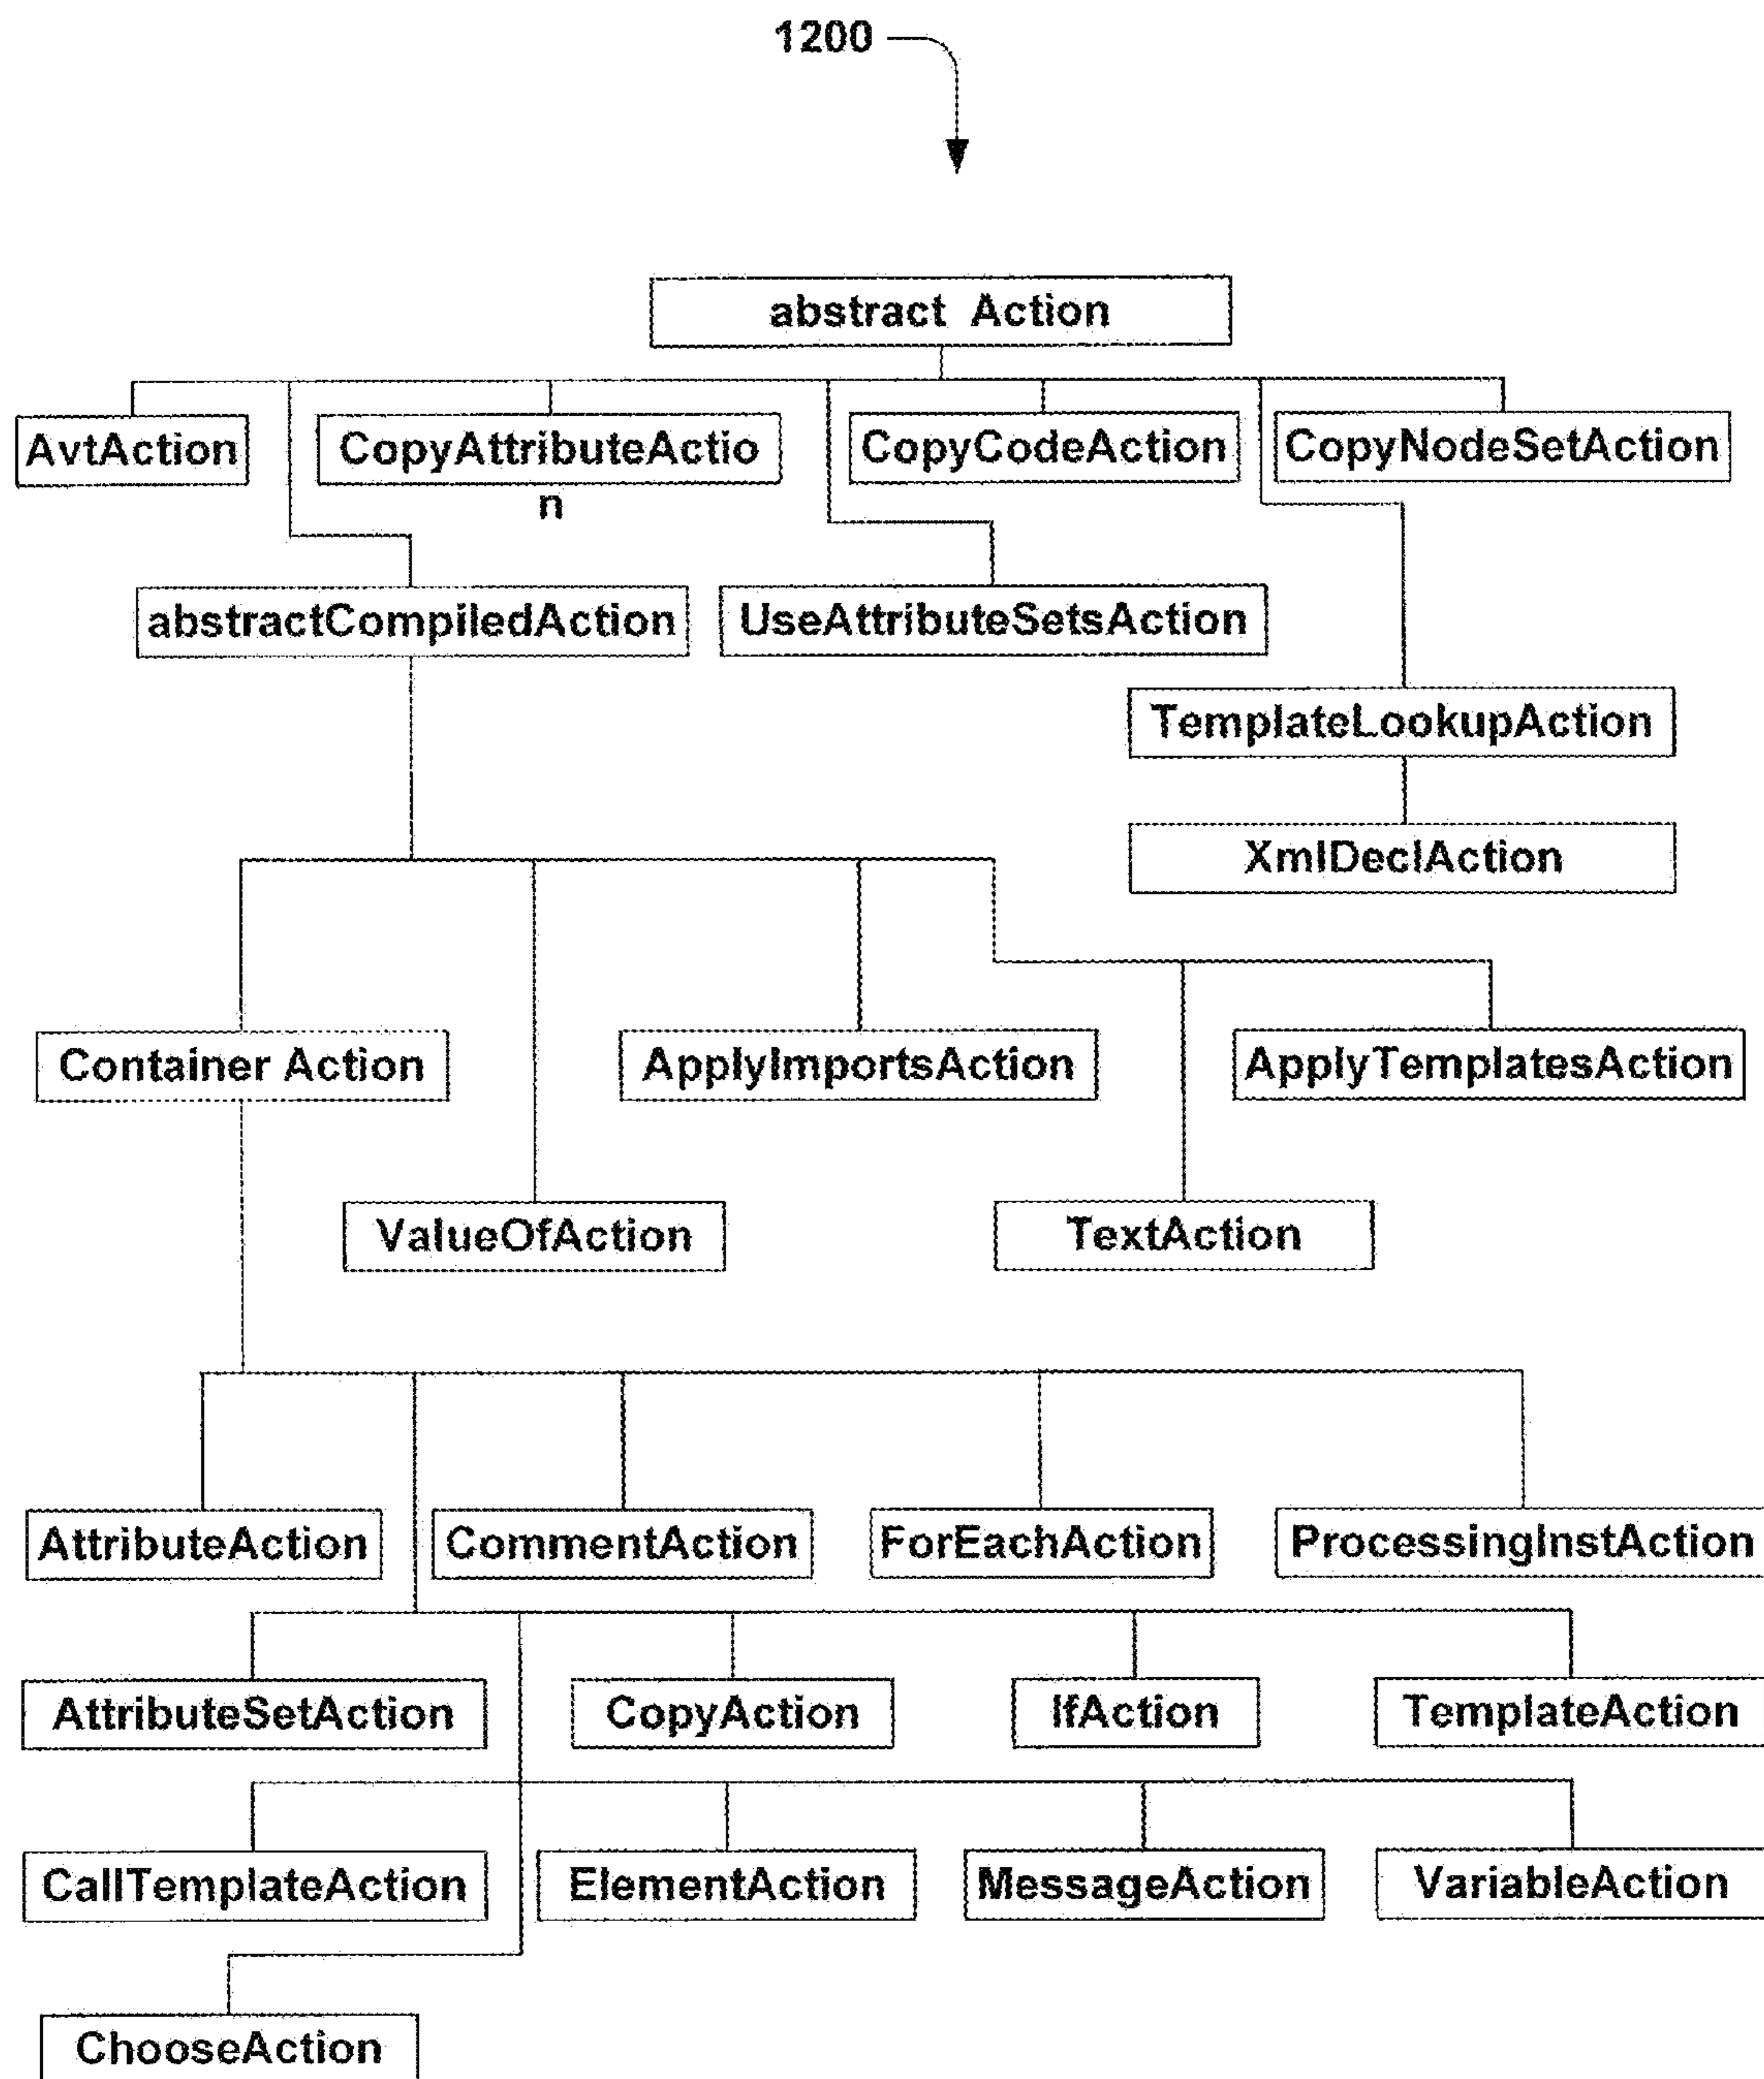 1200
abstract Action
AvtAction
CopyAttributeActio
n
CopyCodeAction
CopyNodeSetAction
abstractCompiledAction
UseAttributeSetsAction
TemplateLookupAction
XmlDeclAction
Container Action
ApplyImportsAction
ApplyTemplatesAction
ValueOfAction
TextAction
AttributeAction
CommentAction
ForEachAction
ProcessingInstAction
AttributeSetAction
CopyAction
IfAction
TemplateAction
CallTemplateAction
ElementAction
MessageAction
VariableAction
ChooseAction